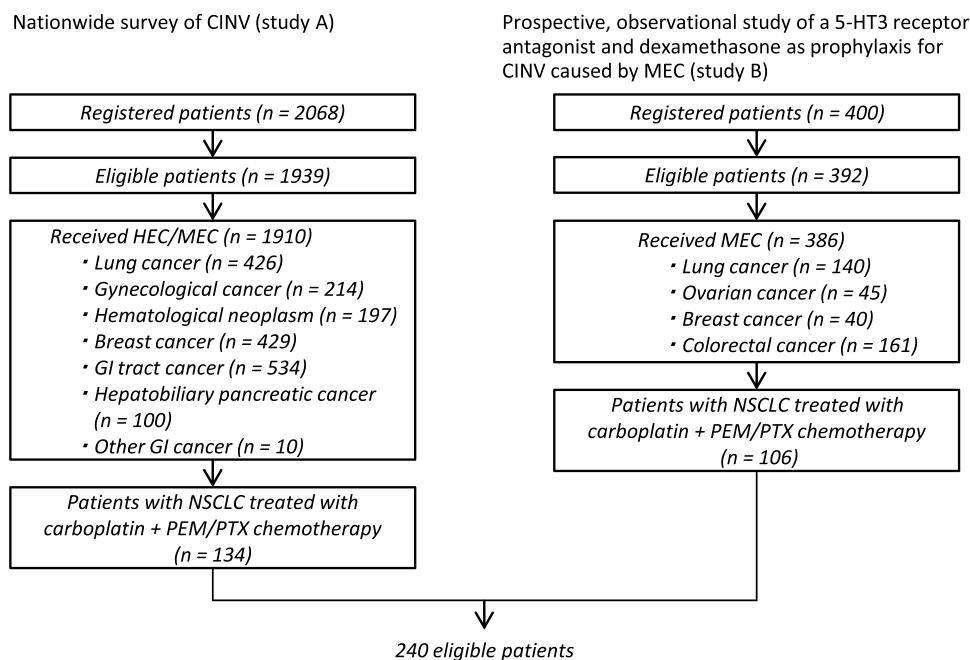 Nationwide survey of CINV (study A)
Registered patients (n = 2068)
Eligible patients (n = 1939)
Received HEC/MEC (n = 1910)
・Lung cancer (n = 426)
・Gynecological cancer (n = 214)
・Hematological neoplasm (n = 197)
・Breast cancer (n = 429)
・GI tract cancer (n = 534)
・Hepatobiliary pancreatic cancer
(n = 100)
・Other GI cancer (n = 10)
Patients with NSCLC treated with
carboplatin + PEM/PTX chemotherapy
(n = 134)
Prospective, observational study of a 5-HT3 receptor
antagonist and dexamethasone as prophylaxis for
CINV caused by MEC (study B)
Registered patients (n = 400)
Eligible patients (n = 392)
Received MEC (n = 386)
・Lung cancer (n = 140)
・Ovarian cancer (n = 45)
・Breast cancer (n = 40)
・Colorectal cancer (n = 161)
Patients with NSCLC treated with
carboplatin + PEM/PTX chemotherapy
(n = 106)
240 eligible patients